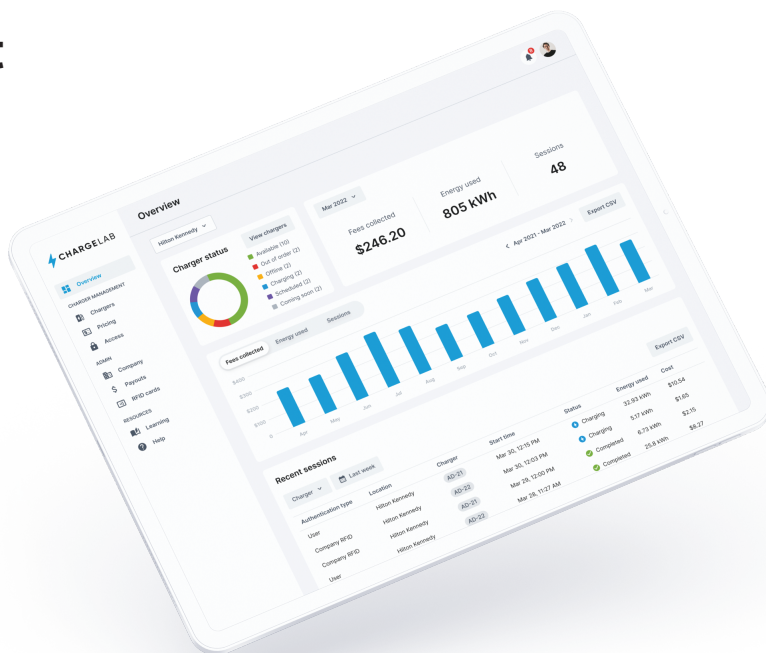 CHARGELAB
Overview
CHARGER MANAGEMENT
Chargers
Pricing
Access
ADMIN
Company
Payouts
RFID cards
RESOURCES
Learning
Help
Overview
Hilton Kennedy
Charger status
View chargers
Available (10)
Out of order (2)
Offline (2)
Charging (2)
Scheduled (2)
Coming soon (2)
Mar 2022
Fees collected
$246.20
Energy used
805 kWh
Sessions
48
Fees collected
Energy used
Sessions
Apr 2021 - Mar 2022
Export CSV
$400
$300
$200
$100
0
Apr
May
Jun
Jul
Aug
Sep
Oct
Nov
Dec
Jan
Feb
Mar
Recent sessions
Export CSV
Charger
Last week
Authentication type Location Charger Start time Status Energy used Cost
User Hilton Kennedy AD-21 Mar 30, 12:15 PM Charging 32.93 kWh $10.54
Company RFID Hilton Kennedy AD-22 Mar 30, 12:03 PM Charging 5.17 kWh $1.65
Company RFID Hilton Kennedy AD-21 Mar 28, 12:00 PM Completed 6.73 kWh $2.15
User Hilton Kennedy AD-22 Mar 28, 11:27 AM Completed 25.8 kWh $8.27